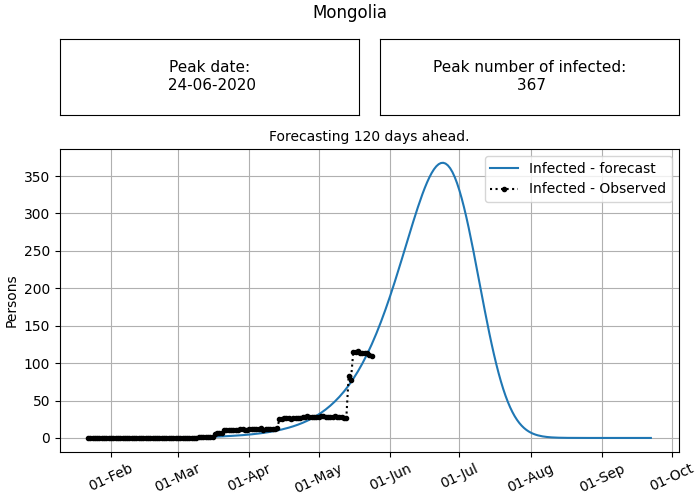 Mongolia
Peak date:
24-06-2020
Peak number of infected:
367
Forecasting 120 days ahead.
Infected - forecast
Infected - Observed
Persons
350
300
250
200
150
100
50
0
01-Feb
01-Mar
01-Apr
01-May
01-Jun
01-Jul
01-Aug
01-Sep
01-Oct